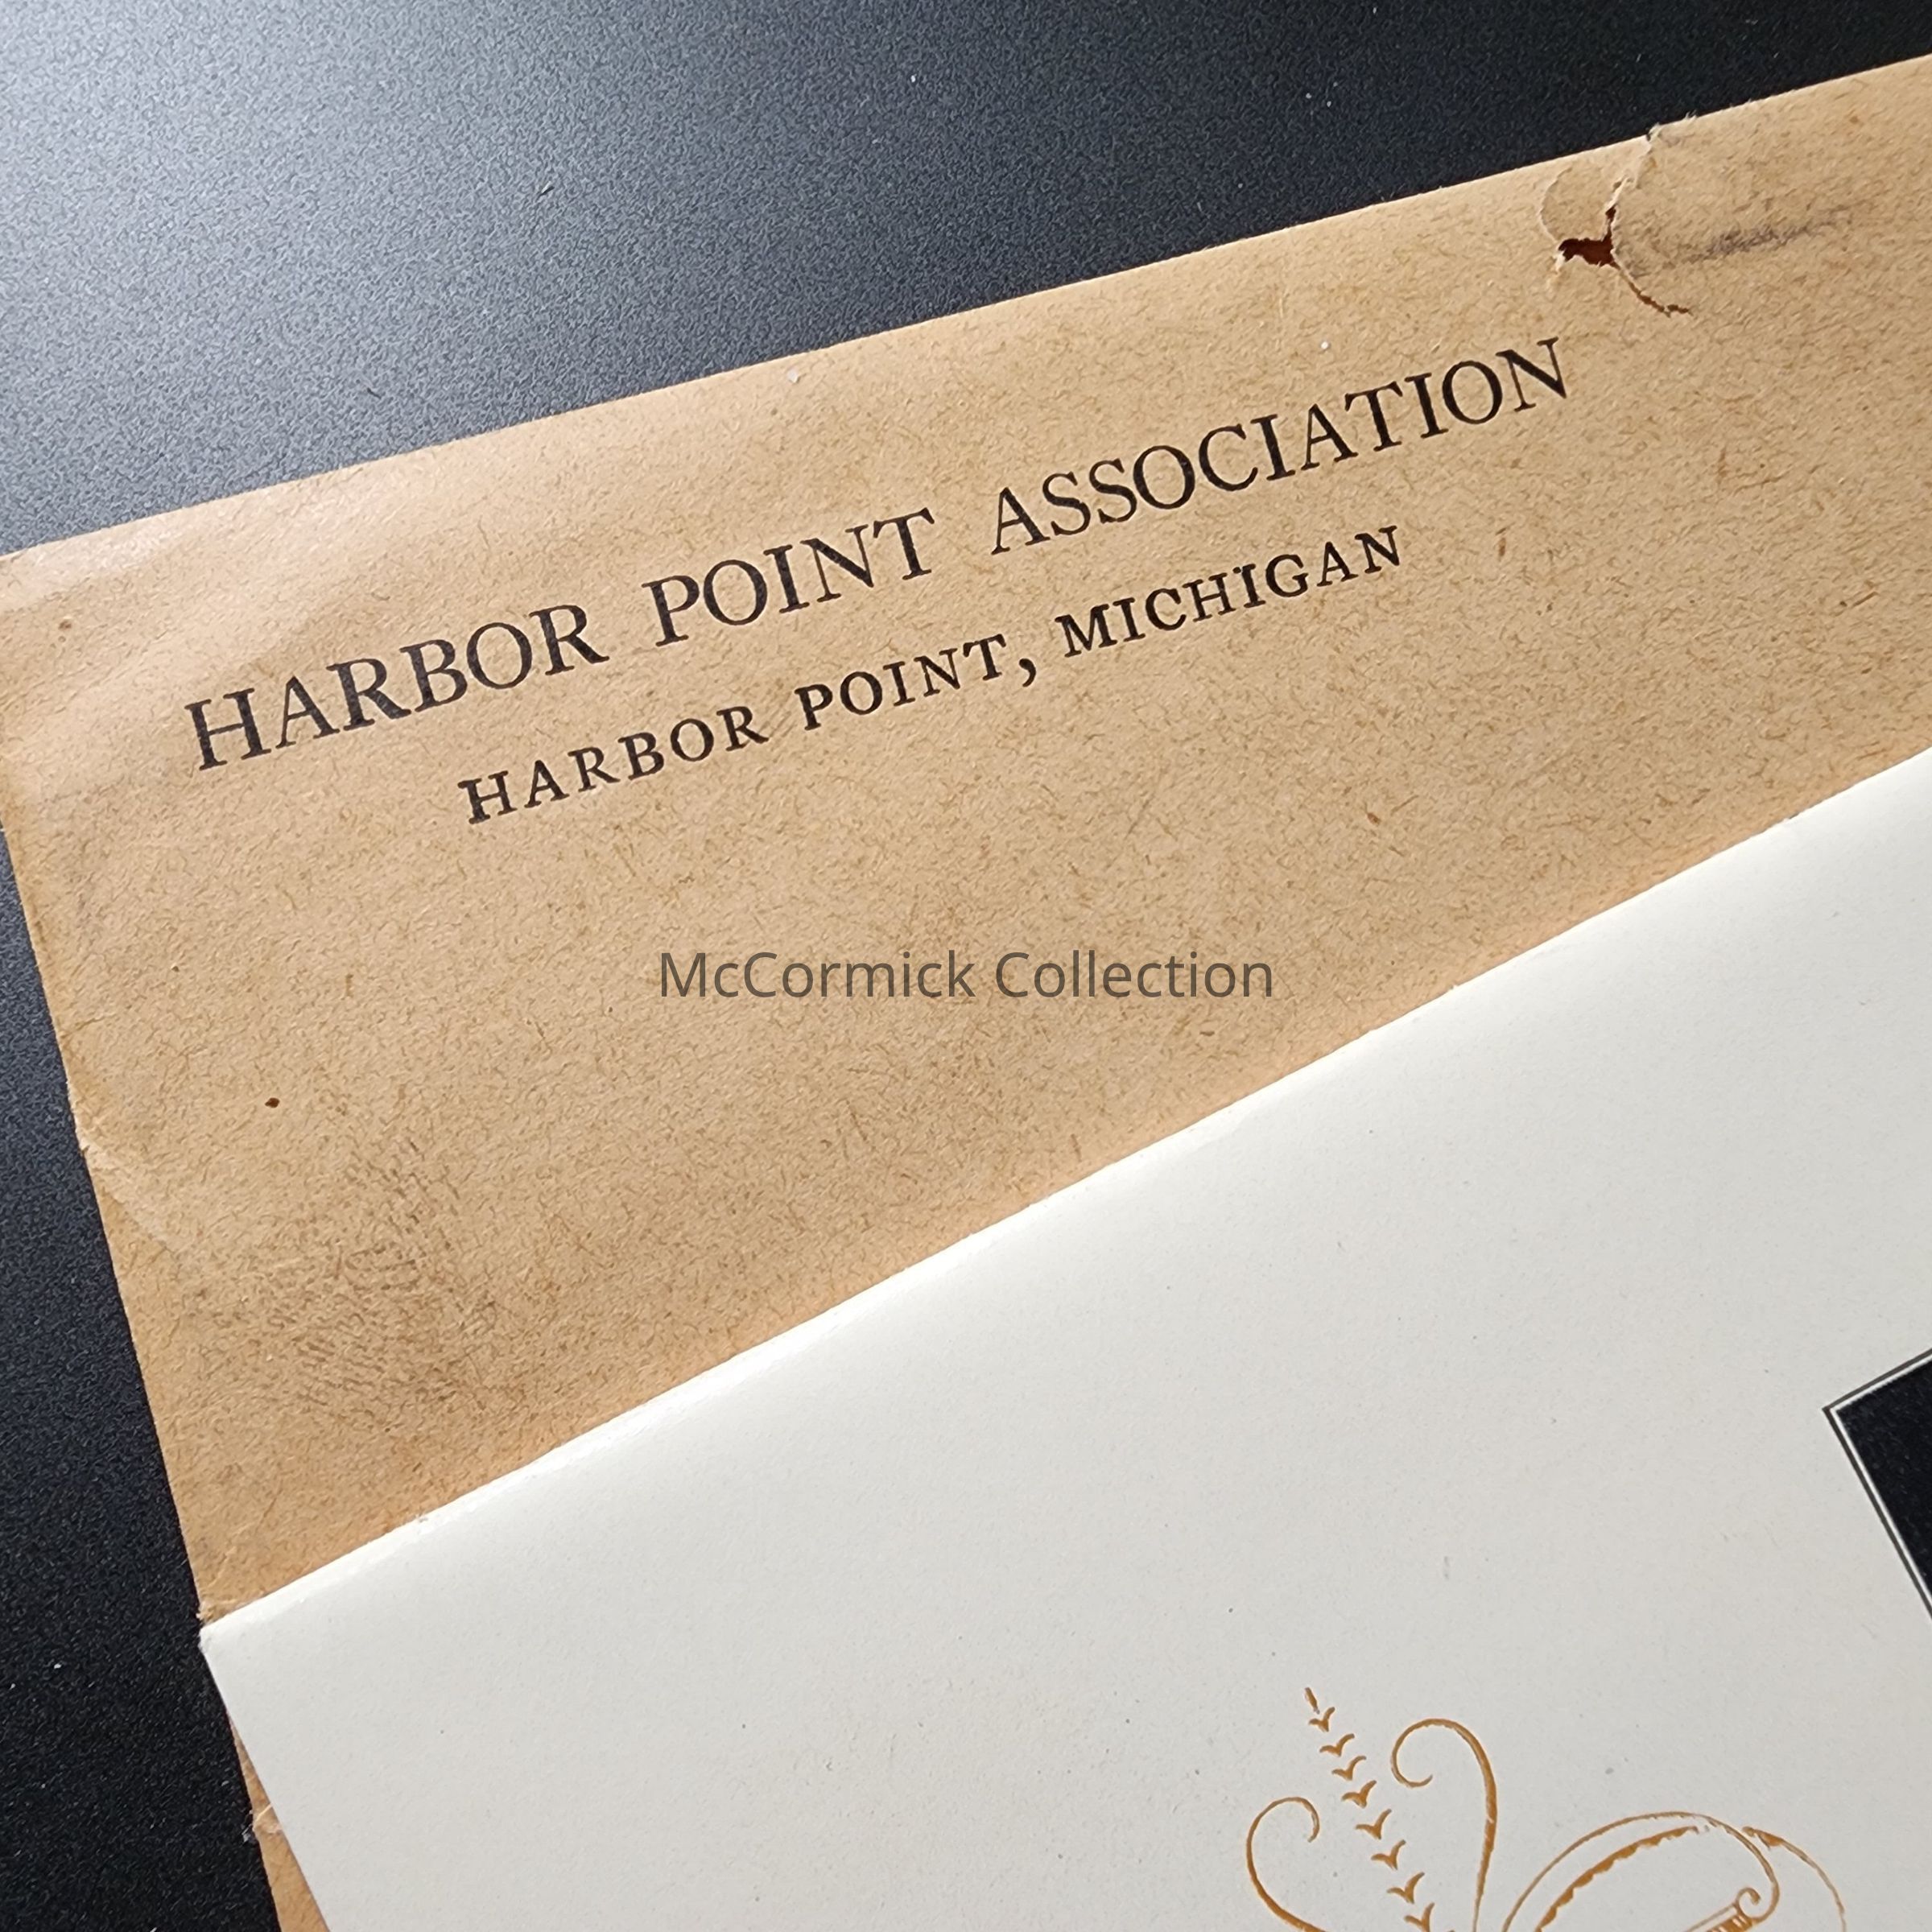 HARBOR POINT ASSOCIATION
HARBOR POINT, MICHIGAN
McCormick Collection